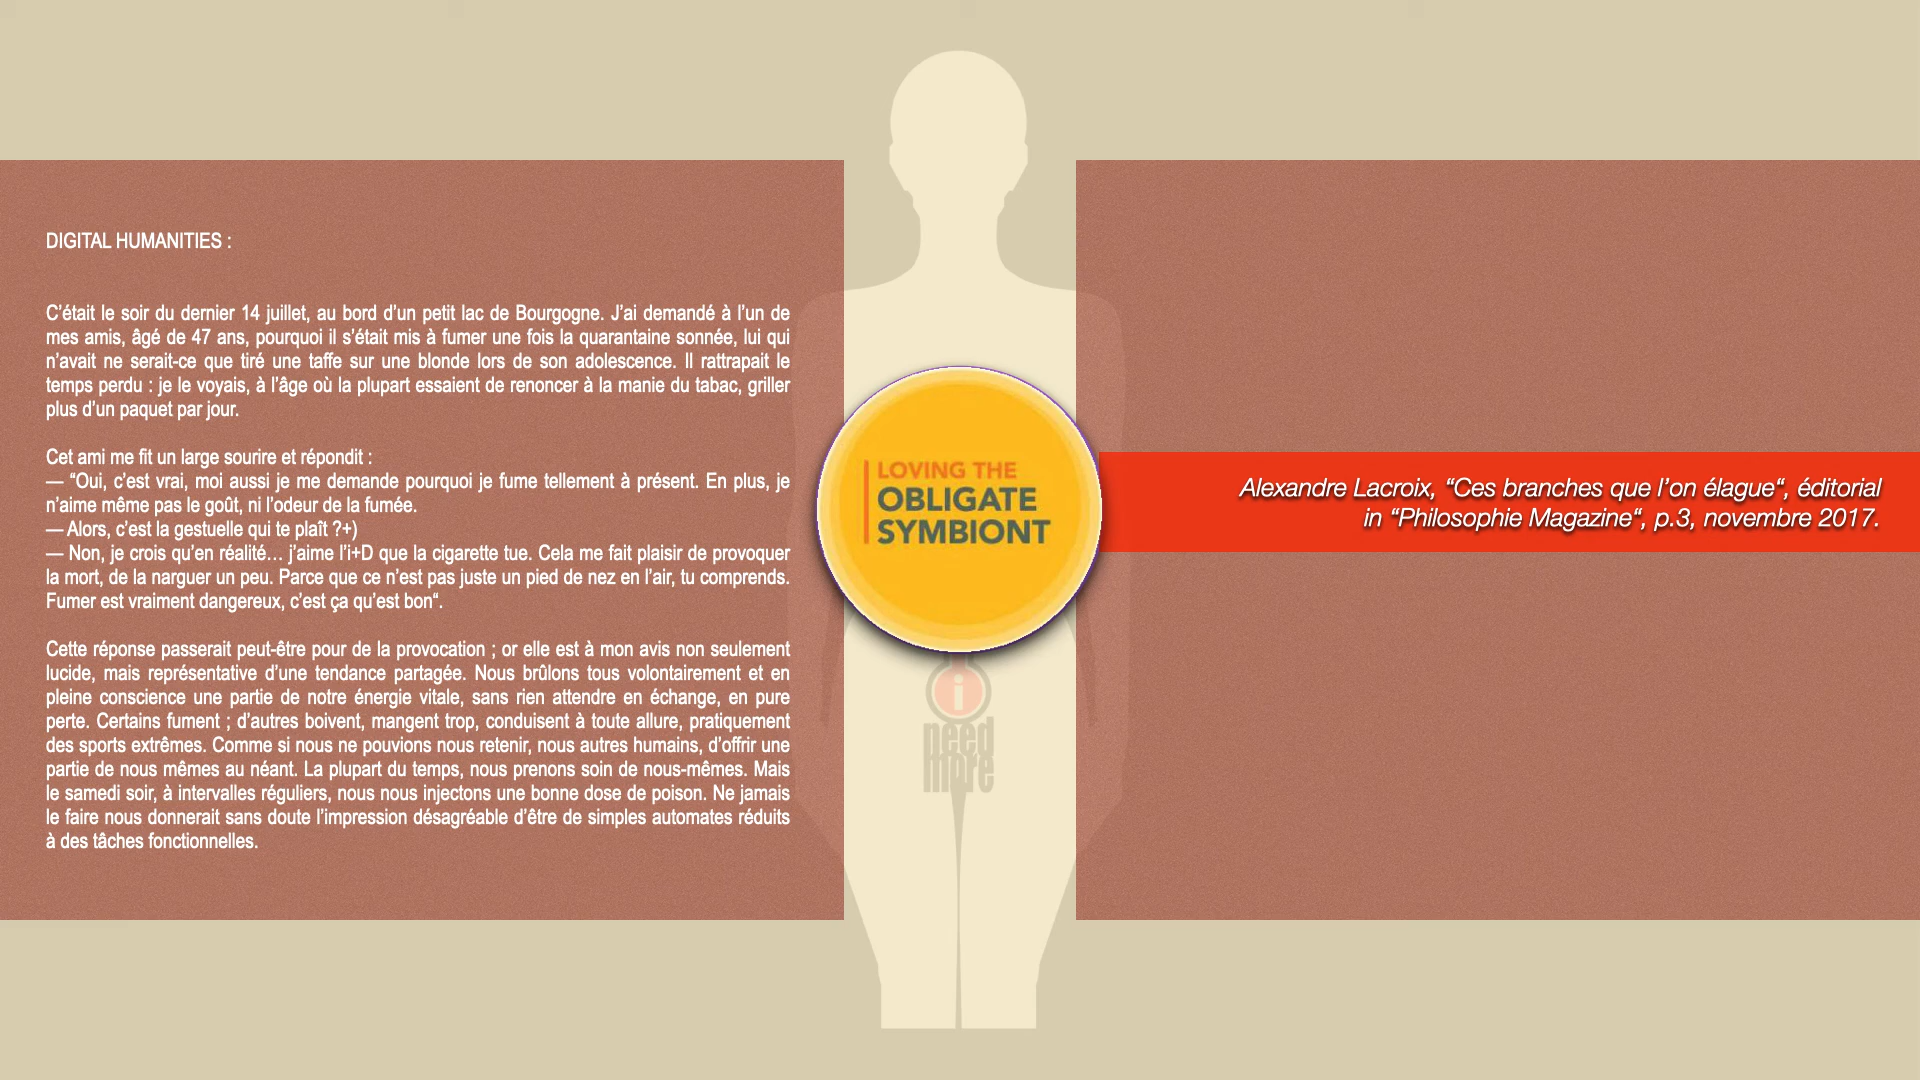 DIGITAL HUMANITIES :
C’était le soir du dernier 14 juillet, au bord d’un petit lac de Bourgogne. J’ai demandé à l’un de
mes amis, âgé de 47 ans, pourquoi il s’était mis à fumer une fois la quarantaine sonnée, lui qui
n’avait ne serait-ce que tiré une taffe sur une blonde lors de son adolescence. Il rattrapait le
temps perdu : je le voyais, à l’âge où la plupart essaient de renoncer à la manie du tabac, griller
plus d’un paquet par jour.
Cet ami me fit un large sourire et répondit :
— “Oui, c’est vrai, moi aussi je me demande pourquoi je fume tellement à présent. En plus, je
n’aime même pas le goût, ni l’odeur de la fumée.
— Alors, c’est la gestuelle qui te plaît ?+)
— Non, je crois qu’en réalité… j’aime l’i+D que la cigarette tue. Cela me fait plaisir de provoquer
la mort, de la narguer un peu. Parce que ce n’est pas juste un pied de nez en l’air, tu comprends.
Fumer est vraiment dangereux, c’est ça qu’est bon“.
Cette réponse passerait peut-être pour de la provocation ; or elle est à mon avis non seulement
lucide, mais représentative d’une tendance partagée. Nous brûlons tous volontairement et en
pleine conscience une partie de notre énergie vitale, sans rien attendre en échange, en pure
perte. Certains fument ; d’autres boivent, mangent trop, conduisent à toute allure, pratiquement
des sports extrêmes. Comme si nous ne pouvions nous retenir, nous autres humains, d’offrir une
partie de nous mêmes au néant. La plupart du temps, nous prenons soin de nous-mêmes. Mais
le samedi soir, à intervalles réguliers, nous nous injectons une bonne dose de poison. Ne jamais
le faire nous donnerait sans doute l’impression désagréable d’être de simples automates réduits
à des tâches fonctionnelles.
LOVING THE
OBLIGATE
SYMBIONT
i
need
more
Alexandre Lacroix, “Ces branches que l’on élague“, éditorial
in “Philosophie Magazine“, p.3, novembre 2017.